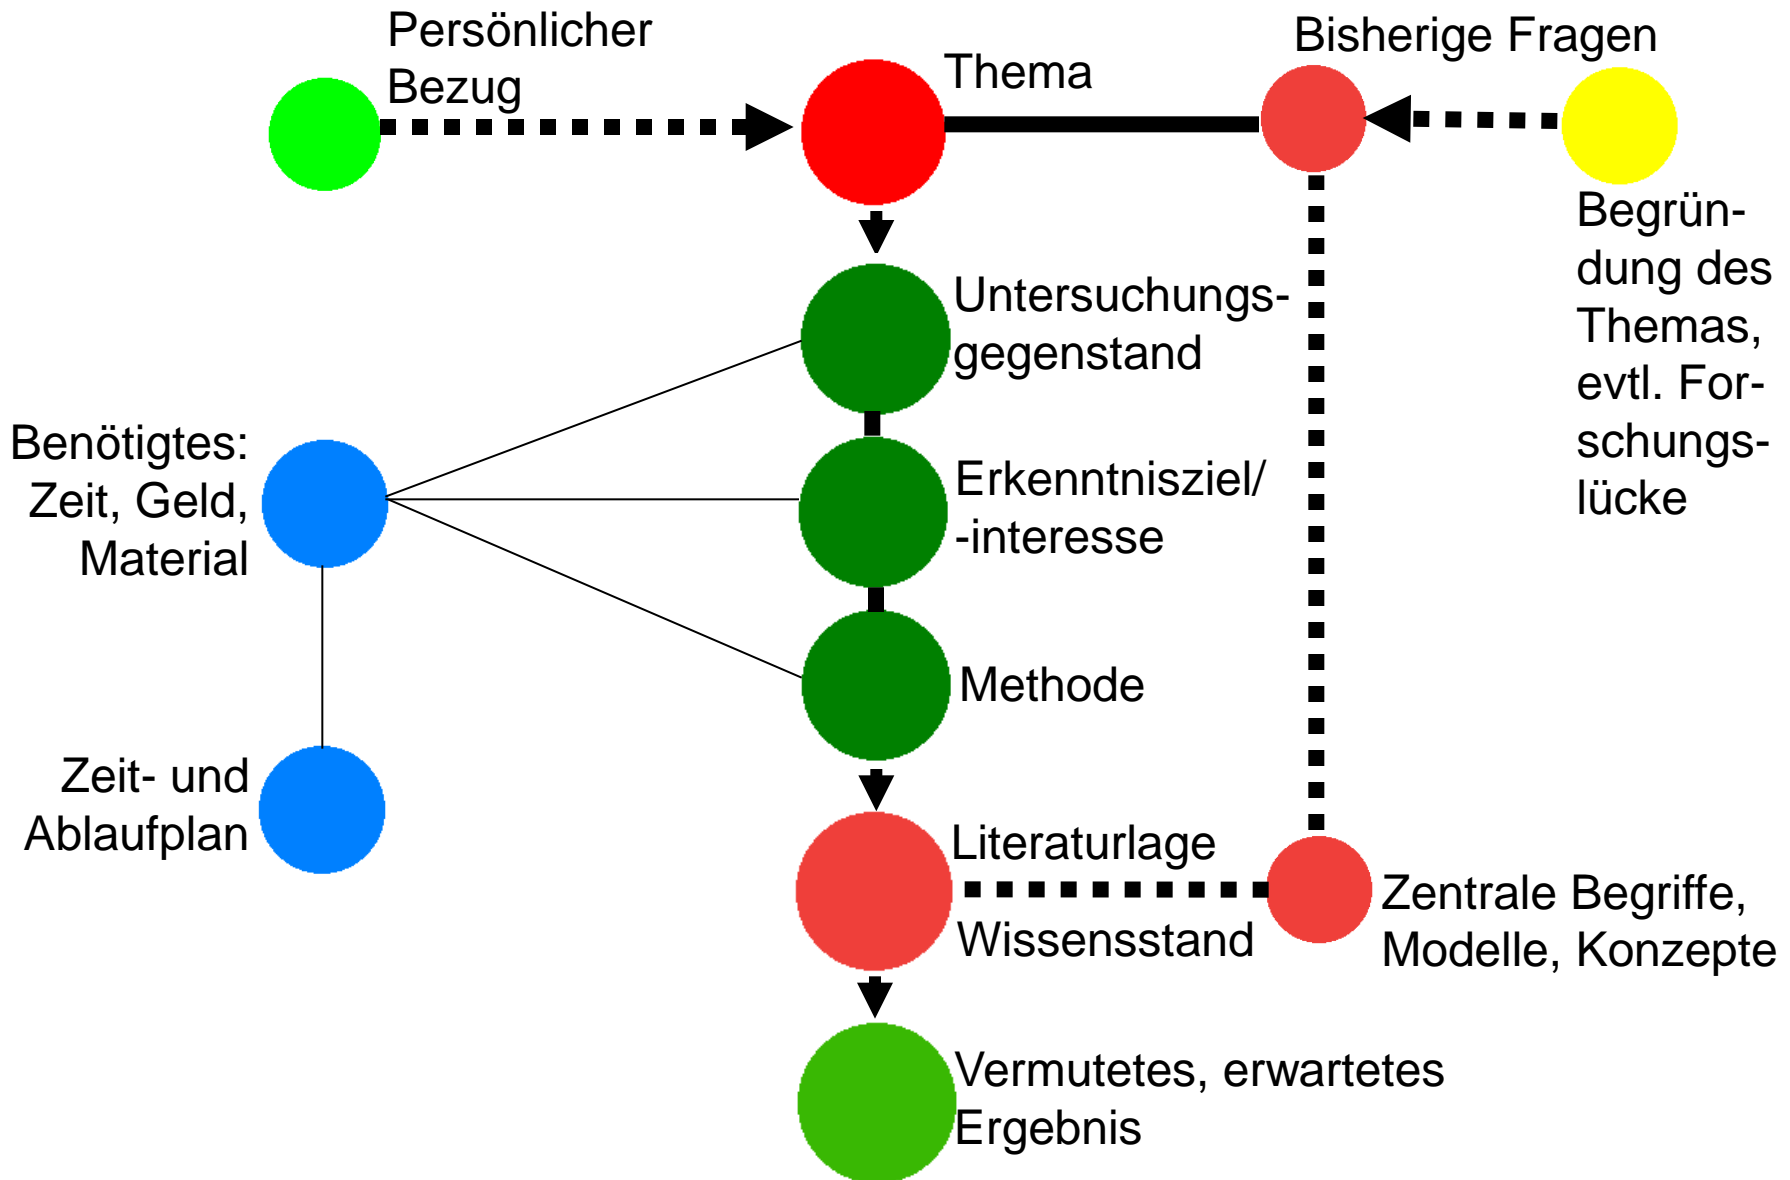 Persönlicher
Bezug
Thema
Bisherige Fragen
Begrün-
dung des
Themas,
evtl. For-
schungs-
lücke
Untersuchungs-
gegenstand
Benötigtes:
Zeit, Geld,
Material
Erkenntnisziel/
-interesse
Methode
Zeit- und
Ablaufplan
Literaturlage
Wissensstand
Zentrale Begriffe,
Modelle, Konzepte
Vermutetes, erwartetes
Ergebnis